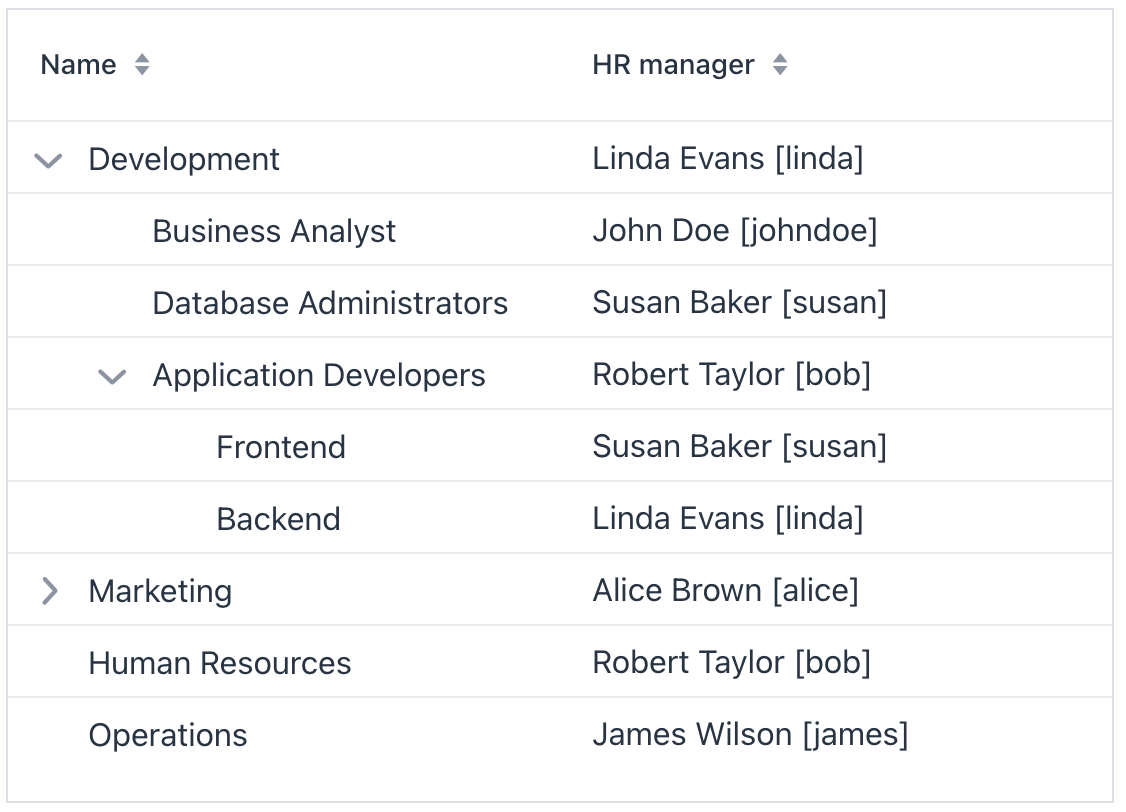 Name HR manager
Development Linda Evans [linda]
Business Analyst John Doe [johndoe]
Database Administrators Susan Baker [susan]
Application Developers Robert Taylor [bob]
Frontend Susan Baker [susan]
Backend Linda Evans [linda]
Marketing Alice Brown [alice]
Human Resources Robert Taylor [bob]
Operations James Wilson [james]